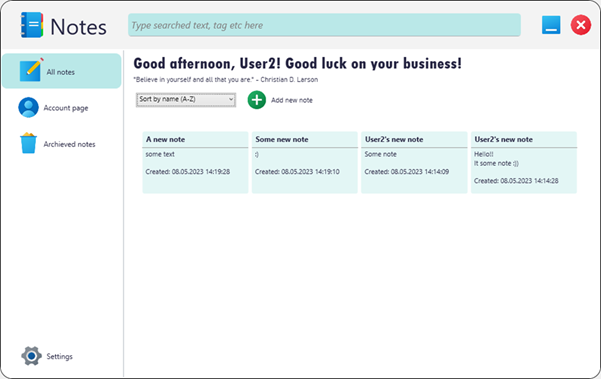 Notes
Type searched text, tag etc here
All notes
Account page
Archieved notes
Settings
Good afternoon, User2! Good luck on your business!
"Believe in yourself and all that you are." - Christian D. Larson
Sort by name (A-Z)
Add new note
A new note
some text
Created: 08.05.2023 14:19:28
Some new note
:)
Created: 08.05.2023 14:19:10
User2's new note
Some note
Created: 08.05.2023 14:14:09
User2's new note
Hello!!
It some note :))
Created: 08.05.2023 14:14:28